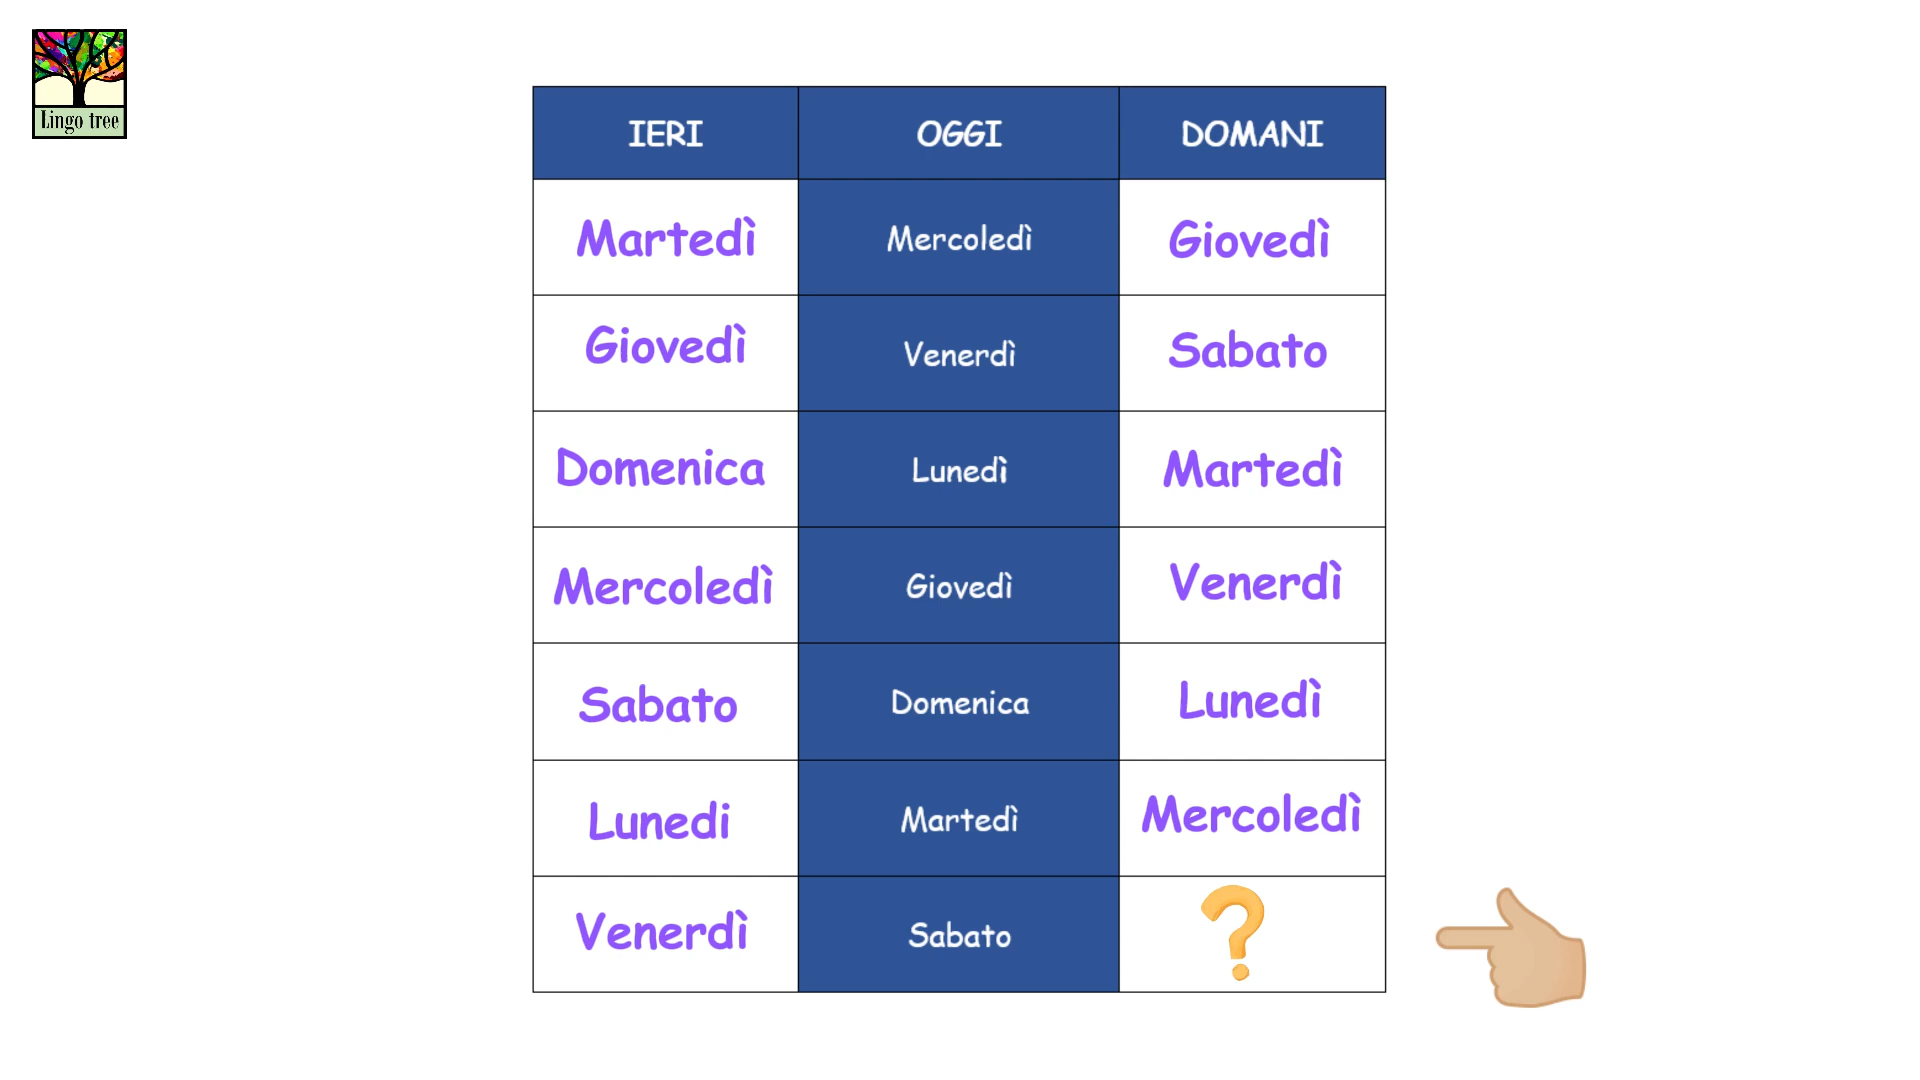 Lingo tree
IERI OGGI DOMANI
Martedì Mercoledì Giovedì
Giovedì Venerdì Sabato
Domenica Lunedì Martedì
Mercoledì Giovedì Venerdì
Sabato Domenica Lunedì
Lunedi Martedì Mercoledì
Venerdì Sabato ?